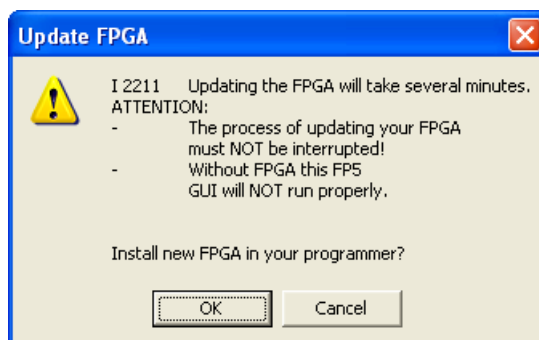 Update FPGA
I 2211 Updating the FPGA will take several minutes.
ATTENTION:
- The process of updating your FPGA
must NOT be interrupted!
- Without FPGA this FP5
GUI will NOT run properly.
Install new FPGA in your programmer?
OK Cancel